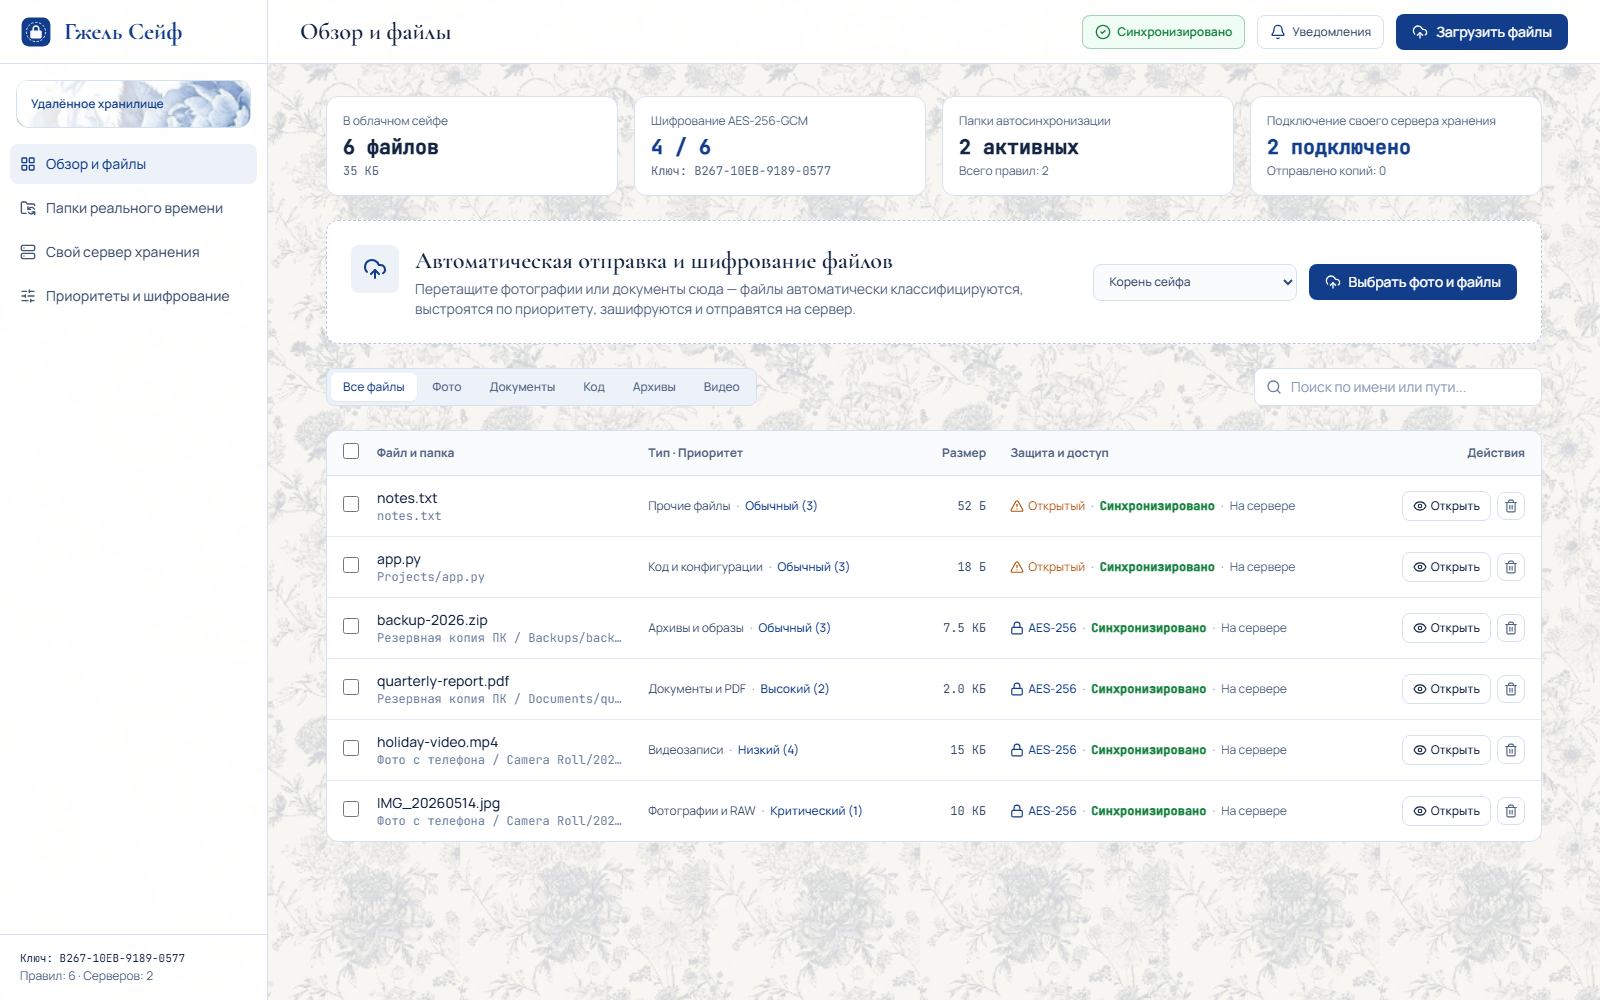 Гжель Сейф
Обзор и файлы
Синхронизировано
Уведомления
Загрузить файлы
Удалённое хранилище
Обзор и файлы
Папки реального времени
Свой сервер хранения
Приоритеты и шифрование
В облачном сейфе
6 файлов
35 КБ
Шифрование AES-256-GCM
4 / 6
Ключ: B267-10EB-9189-0577
Папки автосинхронизации
2 активных
Всего правил: 2
Подключение своего сервера хранения
2 подключено
Отправлено копий: 0
Автоматическая отправка и шифрование файлов
Перетащите фотографии или документы сюда — файлы автоматически классифицируются,
выстроятся по приоритету, зашифруются и отправятся на сервер.
Корень сейфа
Выбрать фото и файлы
Все файлы Фото Документы Код Архивы Видео
Поиск по имени или пути...
Файл и папка Тип · Приоритет Размер Защита и доступ Действия
notes.txt
notes.txt
Прочие файлы · Обычный (3) 52 Б Открытый · Синхронизировано · На сервере Открыть
app.py
Projects/app.py
Код и конфигурации · Обычный (3) 18 Б Открытый · Синхронизировано · На сервере Открыть
backup-2026.zip
Резервная копия ПК / Backups/back…
Архивы и образы · Обычный (3) 7.5 КБ AES-256 · Синхронизировано · На сервере Открыть
quarterly-report.pdf
Резервная копия ПК / Documents/qu…
Документы и PDF · Высокий (2) 2.0 КБ AES-256 · Синхронизировано · На сервере Открыть
holiday-video.mp4
Фото с телефона / Camera Roll/202…
Видеозаписи · Низкий (4) 15 КБ AES-256 · Синхронизировано · На сервере Открыть
IMG_20260514.jpg
Фото с телефона / Camera Roll/202…
Фотографии и RAW · Критический (1) 10 КБ AES-256 · Синхронизировано · На сервере Открыть
Ключ: B267-10EB-9189-0577
Правил: 6 · Серверов: 2